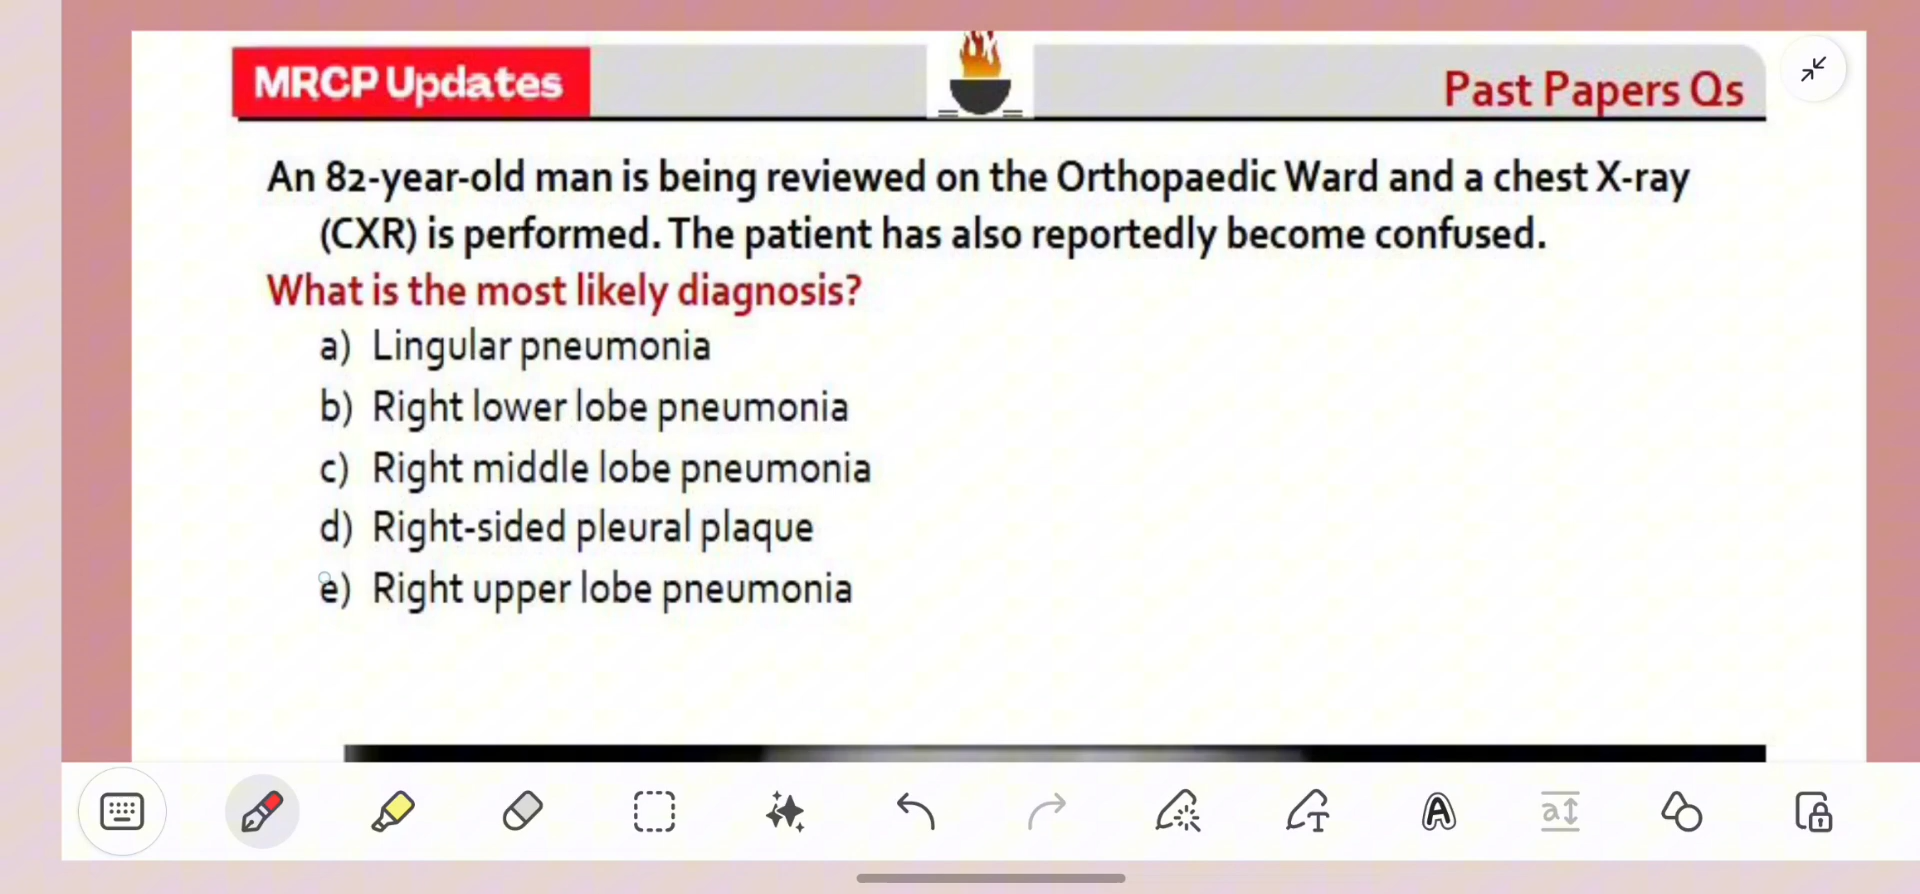 MRCP Updates
Past Papers Qs
An 82-year-old man is being reviewed on the Orthopaedic Ward and a chest X-ray
(CXR) is performed. The patient has also reportedly become confused.
What is the most likely diagnosis?
a) Lingular pneumonia
b) Right lower lobe pneumonia
c) Right middle lobe pneumonia
d) Right-sided pleural plaque
e) Right upper lobe pneumonia